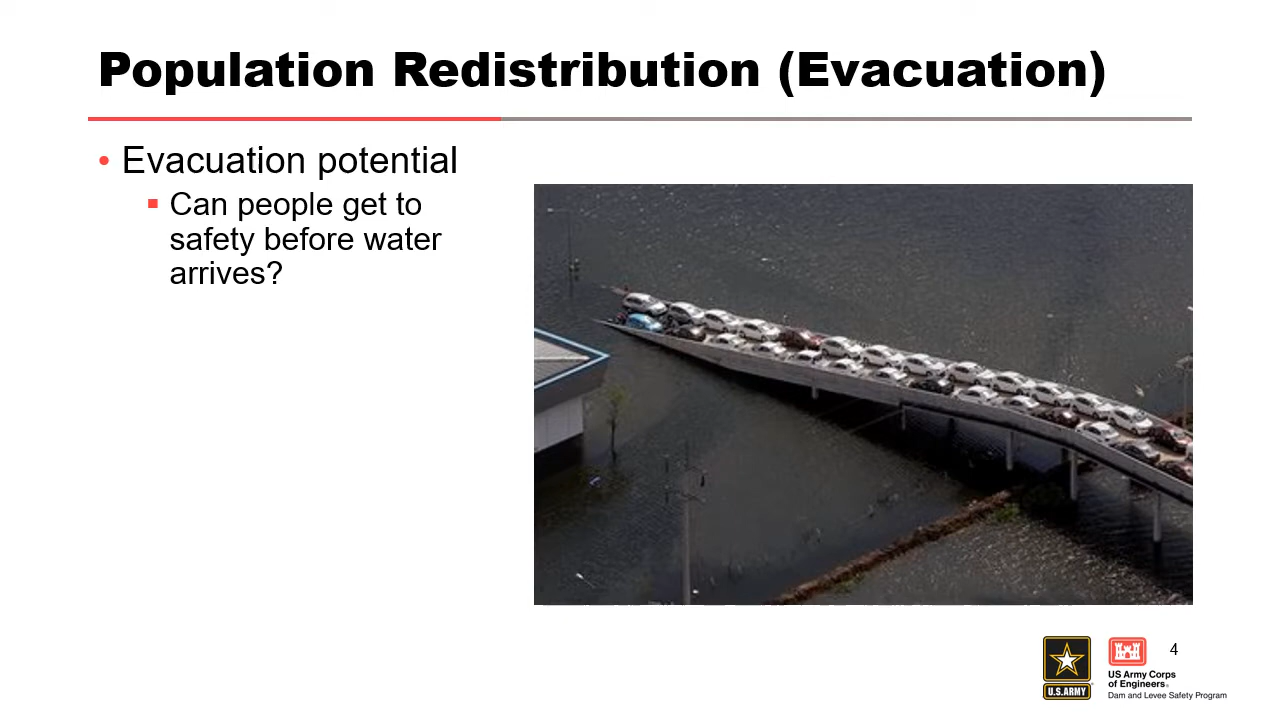 Population Redistribution (Evacuation)
• Evacuation potential
▪ Can people get to
safety before water
arrives?
4
U.S.ARMY
US Army Corps
of Engineers®
Dam and Levee Safety Program